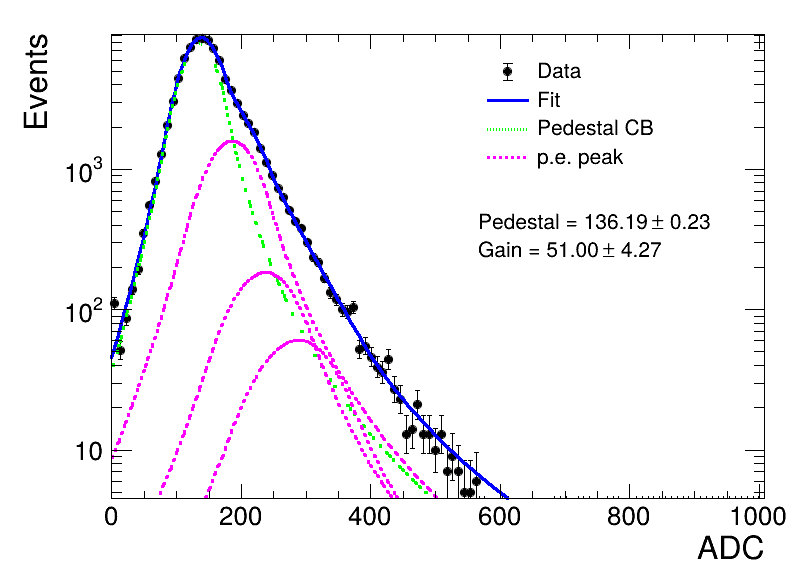 Events
Data
Fit
Pedestal CB
p.e. peak
Pedestal = 136.19 ± 0.23
Gain = 51.00 ± 4.27
10³
10²
10
0 200 400 600 800 1000
ADC